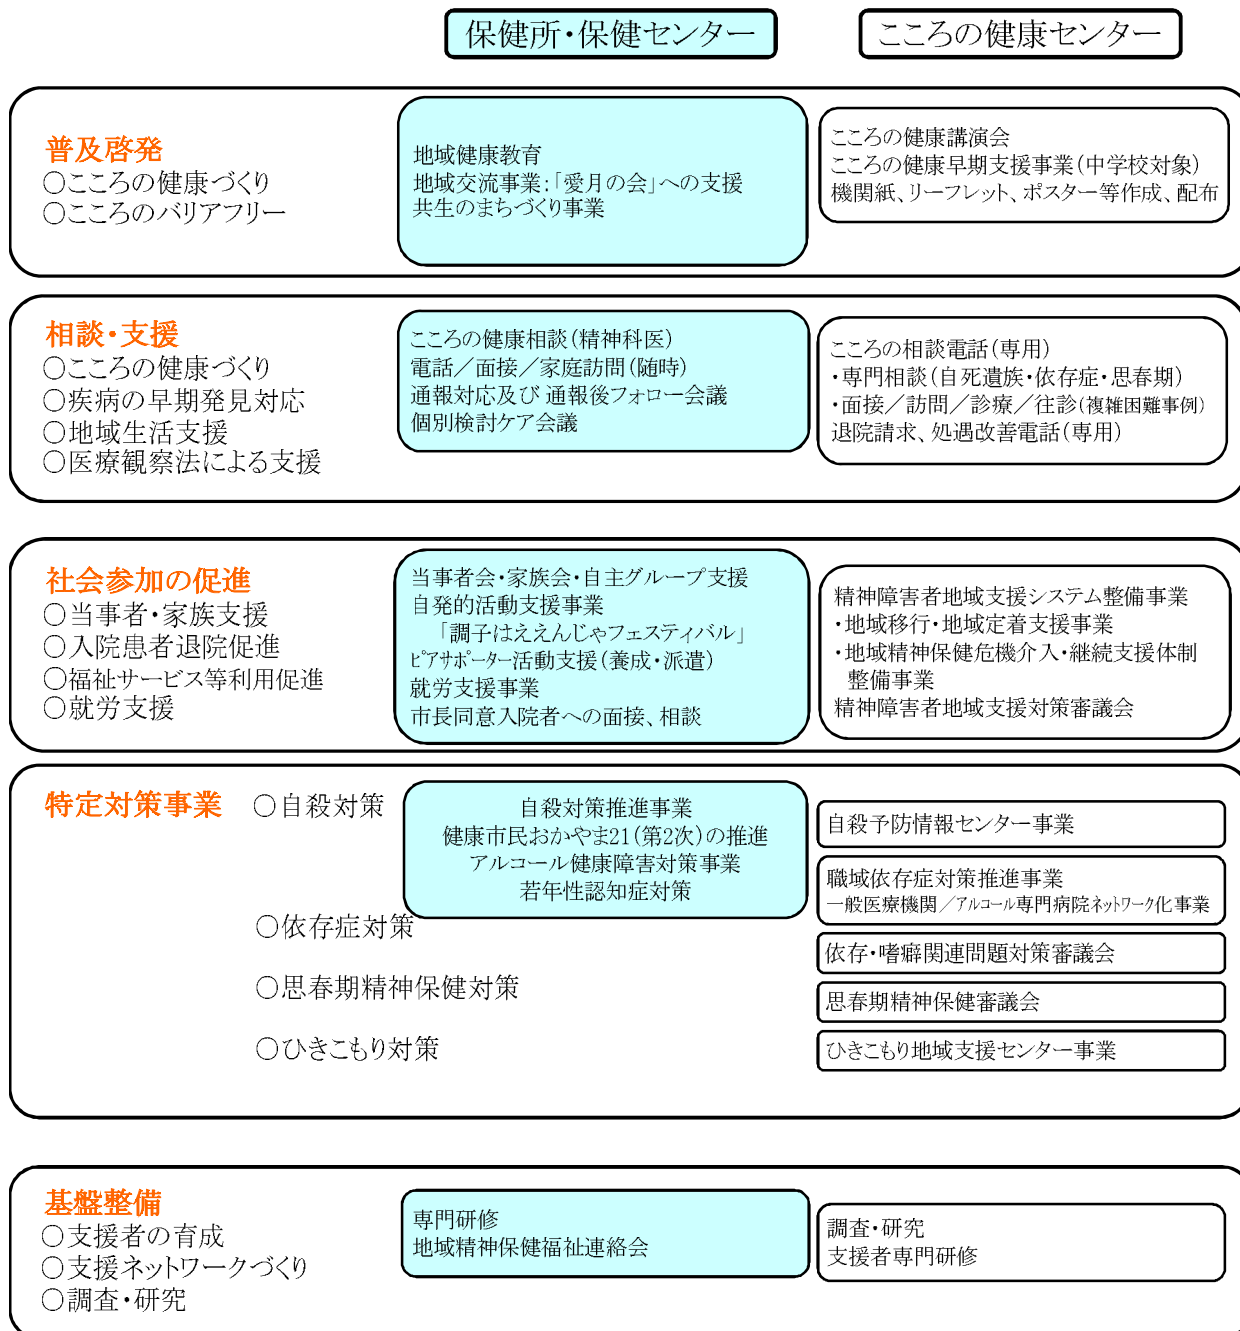 保健所・保健センター
こころの健康センター
普及啓発
○こころの健康づくり
○こころのバリアフリー
地域健康教育
地域交流事業:「愛月の会」への支援
共生のまちづくり事業
こころの健康講演会
こころの健康早期支援事業(中学校対象)
機関紙、リーフレット、ポスター等作成、配布
相談・支援
○こころの健康づくり
○疾病の早期発見対応
○地域生活支援
○医療観察法による支援
こころの健康相談(精神科医)
電話／面接／家庭訪問(随時)
通報対応及び 通報後フォロー会議
個別検討ケア会議
こころの相談電話(専用)
・専門相談(自死遺族・依存症・思春期)
・面接／訪問／診療／往診(複雑困難事例)
退院請求、処遇改善電話(専用)
社会参加の促進
○当事者・家族支援
○入院患者退院促進
○福祉サービス等利用促進
○就労支援
当事者会・家族会・自主グループ支援
自発的活動支援事業
「調子はええんじゃフェスティバル」
ﾋﾟｱｻﾎﾟｰﾀｰ活動支援(養成・派遣)
就労支援事業
市長同意入院者への面接、相談
精神障害者地域支援システム整備事業
・地域移行・地域定着支援事業
・地域精神保健危機介入・継続支援体制
整備事業
精神障害者地域支援対策審議会
特定対策事業
○自殺対策
○依存症対策
○思春期精神保健対策
○ひきこもり対策
自殺対策推進事業
健康市民おかやま21(第2次)の推進
アルコール健康障害対策事業
若年性認知症対策
自殺予防情報センター事業
職域依存症対策推進事業
一般医療機関／ｱﾙｺｰﾙ専門病院ﾈｯﾄﾜｰｸ化事業
依存・嗜癖関連問題対策審議会
思春期精神保健審議会
ひきこもり地域支援センター事業
基盤整備
○支援者の育成
○支援ネットワークづくり
○調査・研究
専門研修
地域精神保健福祉連絡会
調査・研究
支援者専門研修